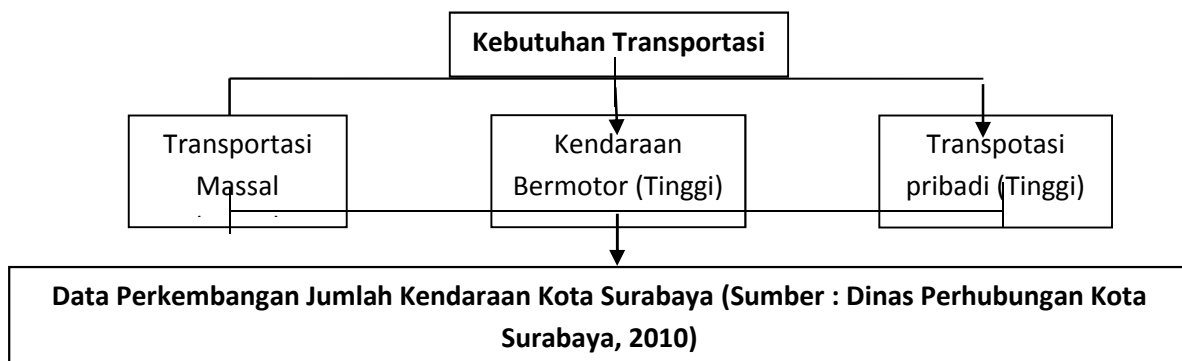 Kebutuhan Transportasi
Transportasi
Massal
Kendaraan
Bermotor (Tinggi)
Transpotasi
pribadi (Tinggi)
Data Perkembangan Jumlah Kendaraan Kota Surabaya (Sumber : Dinas Perhubungan Kota
Surabaya, 2010)